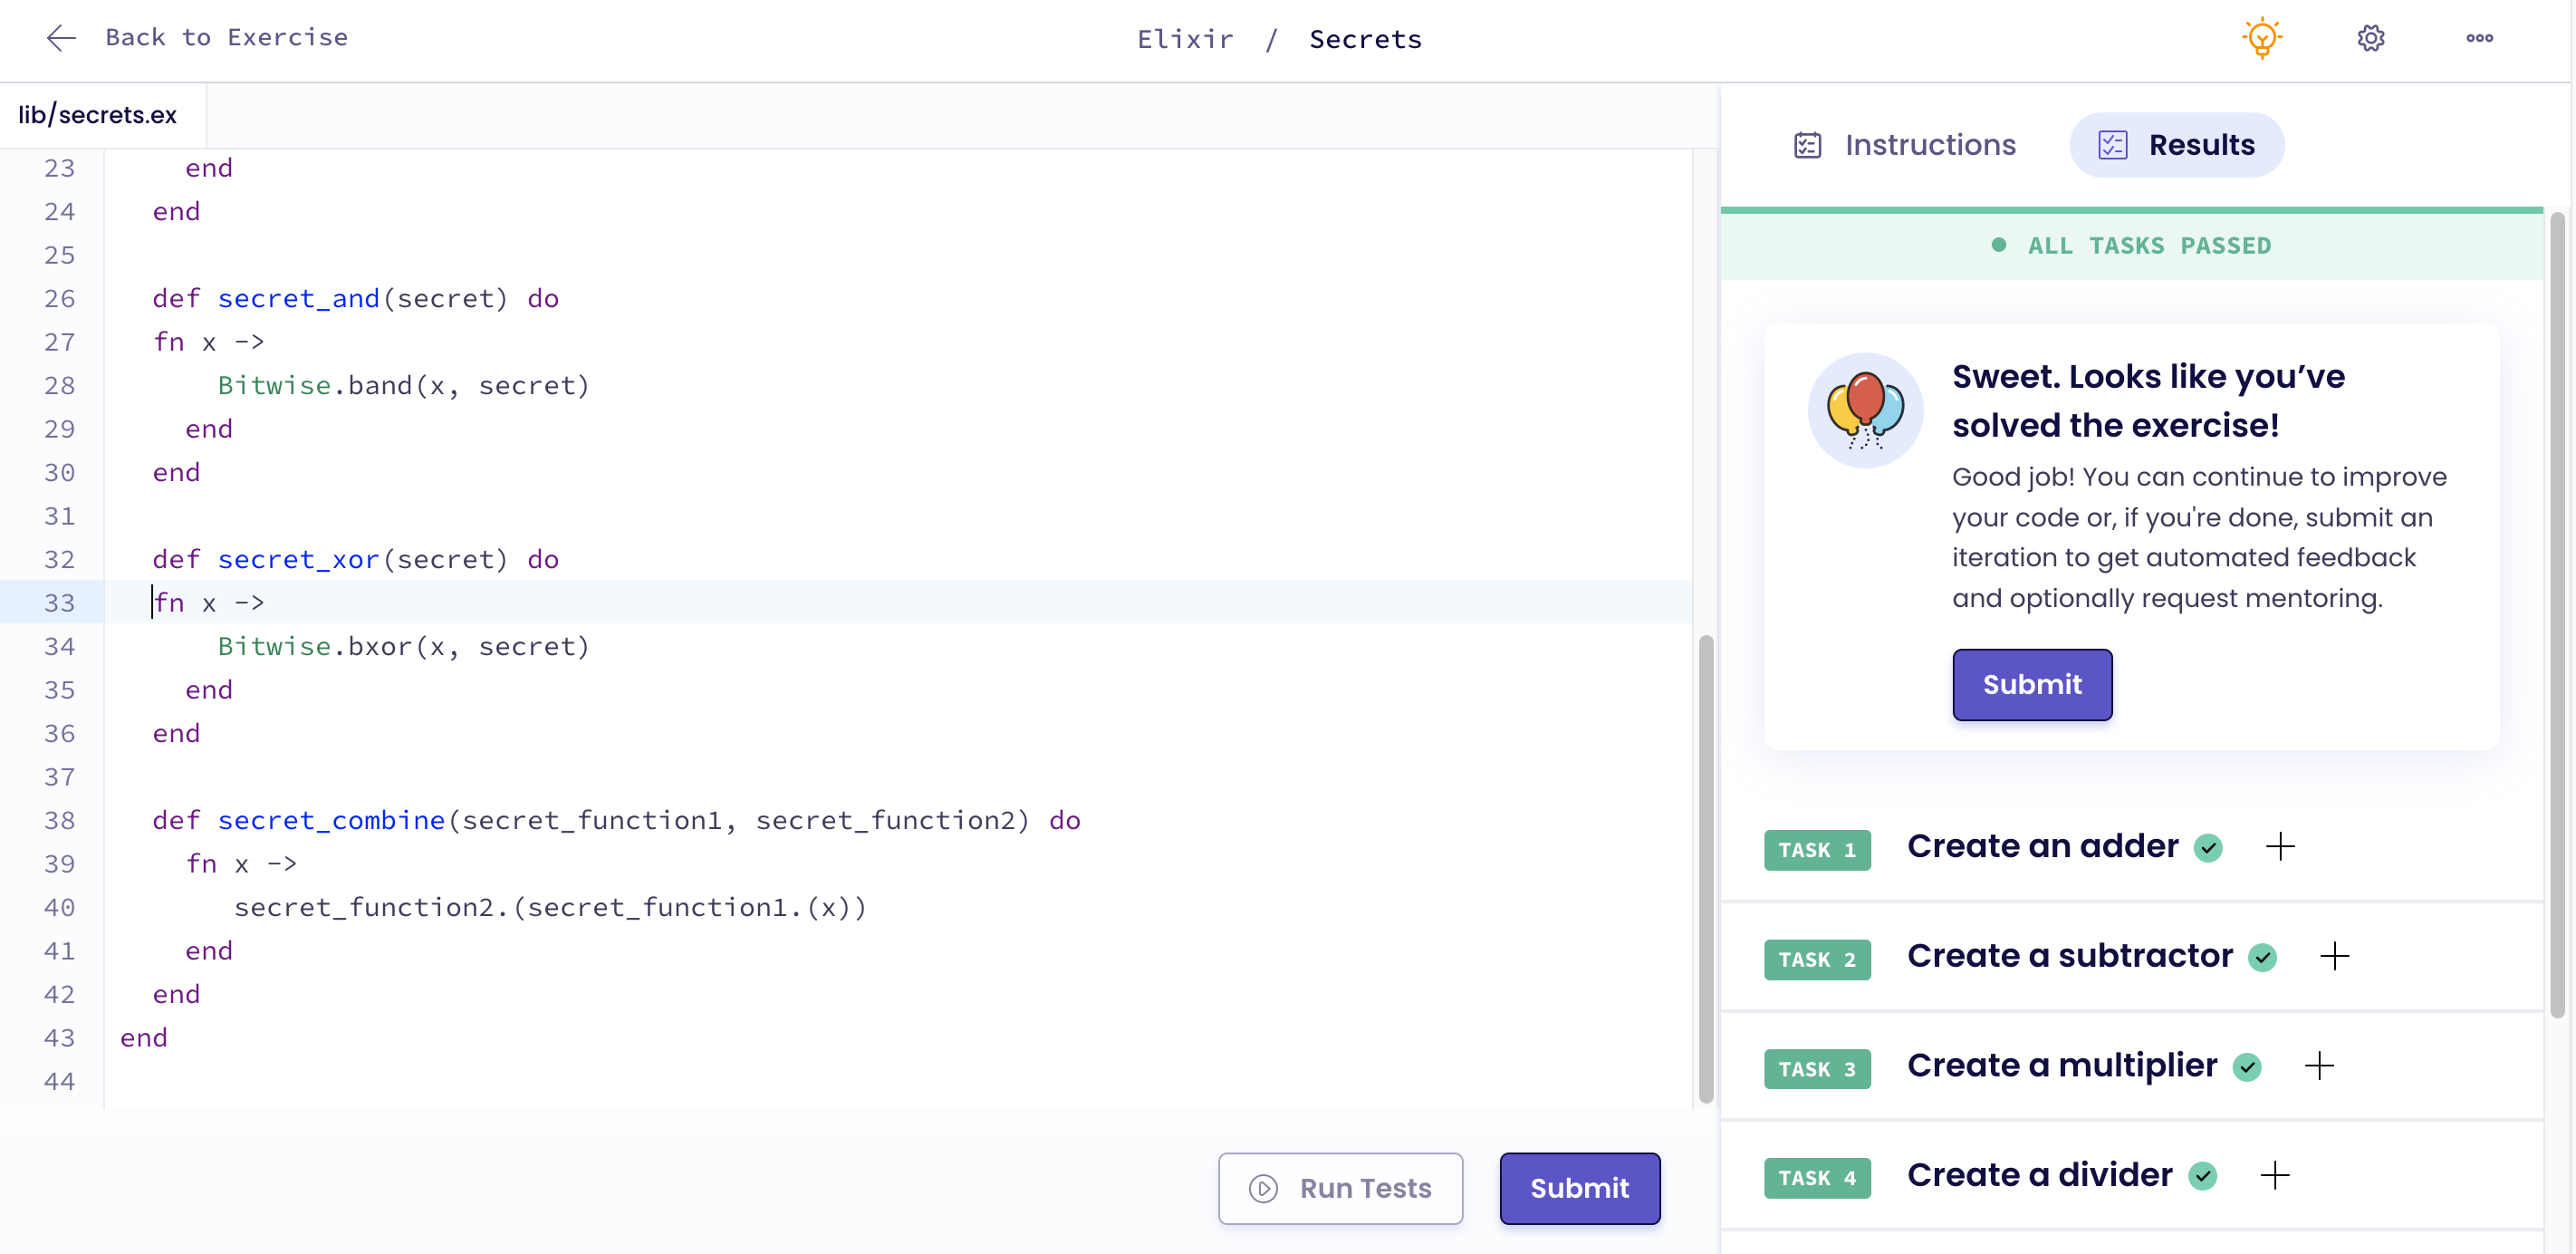 Back to Exercise
Elixir / Secrets
lib/secrets.ex
23 end
24 end
25
26 def secret_and(secret) do
27 fn x ->
28 Bitwise.band(x, secret)
29 end
30 end
31
32 def secret_xor(secret) do
33 fn x ->
34 Bitwise.bxor(x, secret)
35 end
36 end
37
38 def secret_combine(secret_function1, secret_function2) do
39 fn x ->
40 secret_function2.(secret_function1.(x))
41 end
42 end
43 end
44
Run Tests
Submit
Instructions
Results
ALL TASKS PASSED
Sweet. Looks like you’ve
solved the exercise!
Good job! You can continue to improve
your code or, if you're done, submit an
iteration to get automated feedback
and optionally request mentoring.
Submit
TASK 1 Create an adder
TASK 2 Create a subtractor
TASK 3 Create a multiplier
TASK 4 Create a divider